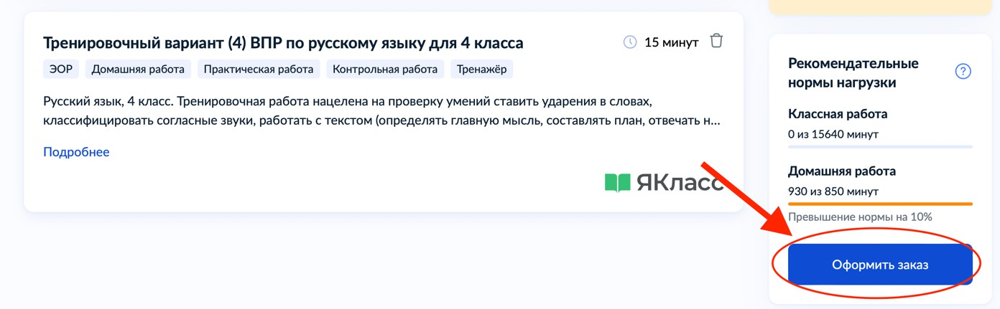 Тренировочный вариант (4) ВПР по русскому языку для 4 класса
15 минут
ЭОР
Домашняя работа
Практическая работа
Контрольная работа
Тренажёр
Русский язык, 4 класс. Тренировочная работа нацелена на проверку умений ставить ударения в словах,
классифицировать согласные звуки, работать с текстом (определять главную мысль, составлять план, отвечать н...
Подробнее
ЯКласс
Рекомендательные
нормы нагрузки
?
Классная работа
0 из 15640 минут
Домашняя работа
930 из 850 минут
Превышение нормы на 10%
Оформить заказ